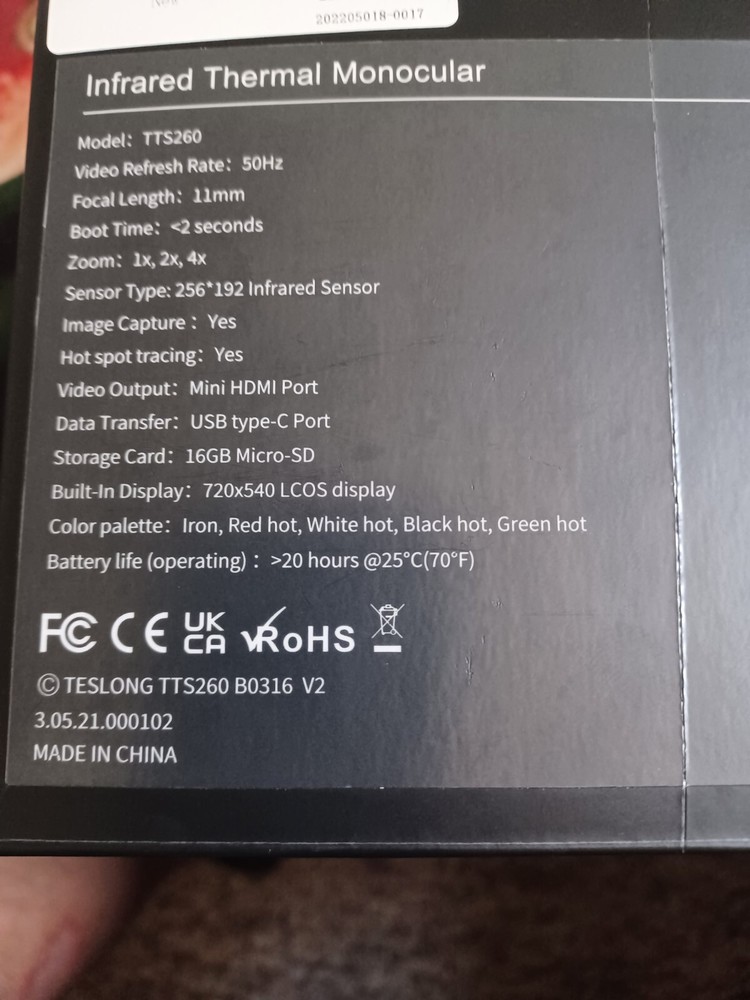 202205018-0017
Infrared Thermal Monocular
Model: TTS260
Video Refresh Rate: 50Hz
Focal Length: 11mm
Boot Time: <2 seconds
Zoom: 1x, 2x, 4x
Sensor Type: 256*192 Infrared Sensor
Image Capture : Yes
Hot spot tracing: Yes
Video Output: Mini HDMI Port
Data Transfer: USB type-C Port
Storage Card: 16GB Micro-SD
Built-In Display: 720x540 LCOS display
Color palette: Iron, Red hot, White hot, Black hot, Green hot
Battery life (operating) : >20 hours @25°C(70°F)
FC CE UK CA RoHS
© TESLONG TTS260 B0316 V2
3.05.21.000102
MADE IN CHINA